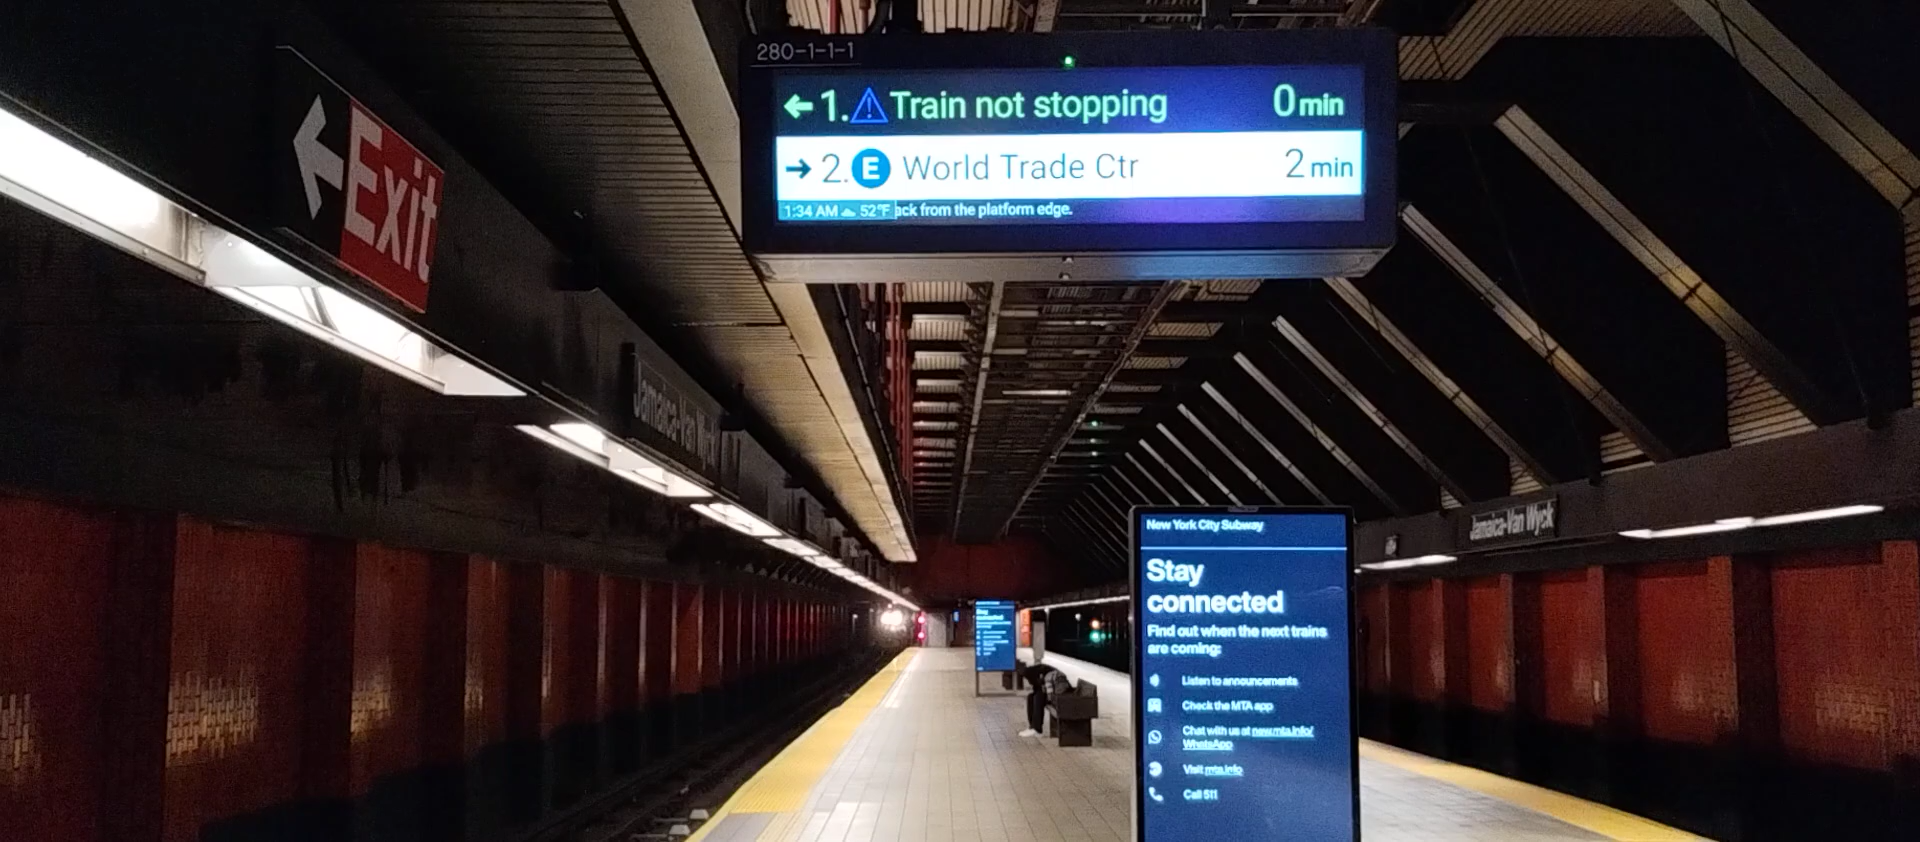 280-1-1-1
← 1. ⚠ Train not stopping 0 min
→ 2. E World Trade Ctr 2 min
1:34 AM 52°F ack from the platform edge.
Exit
Jamaica-Van Wyck
Jamaica-Van Wyck
New York City Subway
Stay
connected
Find out when the next trains
are coming:
Listen to announcements
Check the MTA app
Chat with us at new.mta.info/
WhatsApp
Visit mta.info
Call 511
Stay
connected